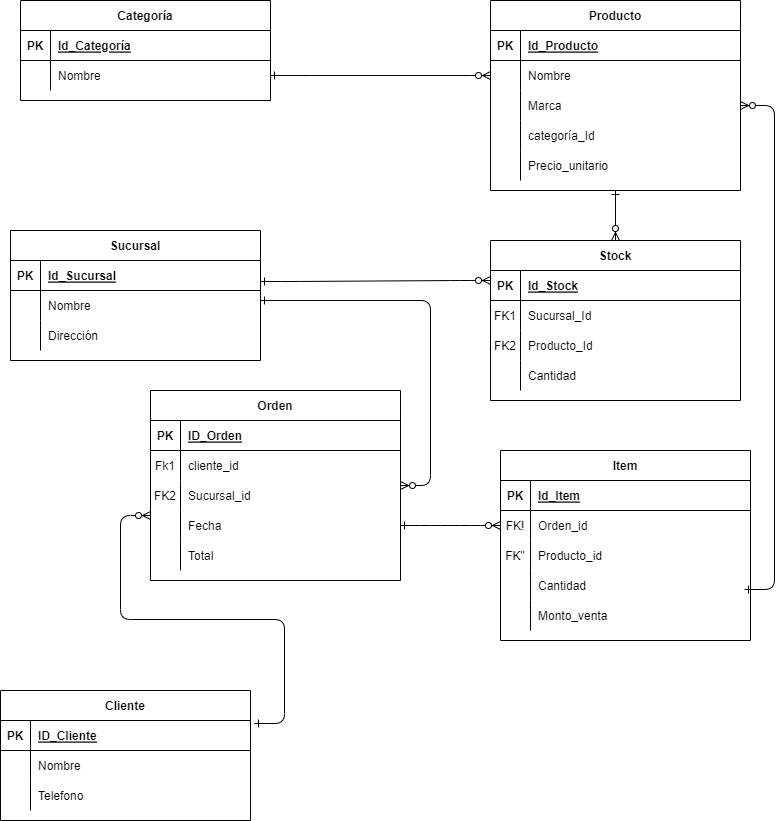 Categoría
PK Id_Categoría
Nombre
Producto
PK Id_Producto
Nombre
Marca
categoría_Id
Precio_unitario
Sucursal
PK Id_Sucursal
Nombre
Dirección
Stock
PK Id_Stock
FK1 Sucursal_Id
FK2 Producto_Id
Cantidad
Orden
PK ID_Orden
Fk1 cliente_id
FK2 Sucursal_id
Fecha
Total
Item
PK Id_Item
FK! Orden_id
FK" Producto_id
Cantidad
Monto_venta
Cliente
PK ID_Cliente
Nombre
Telefono